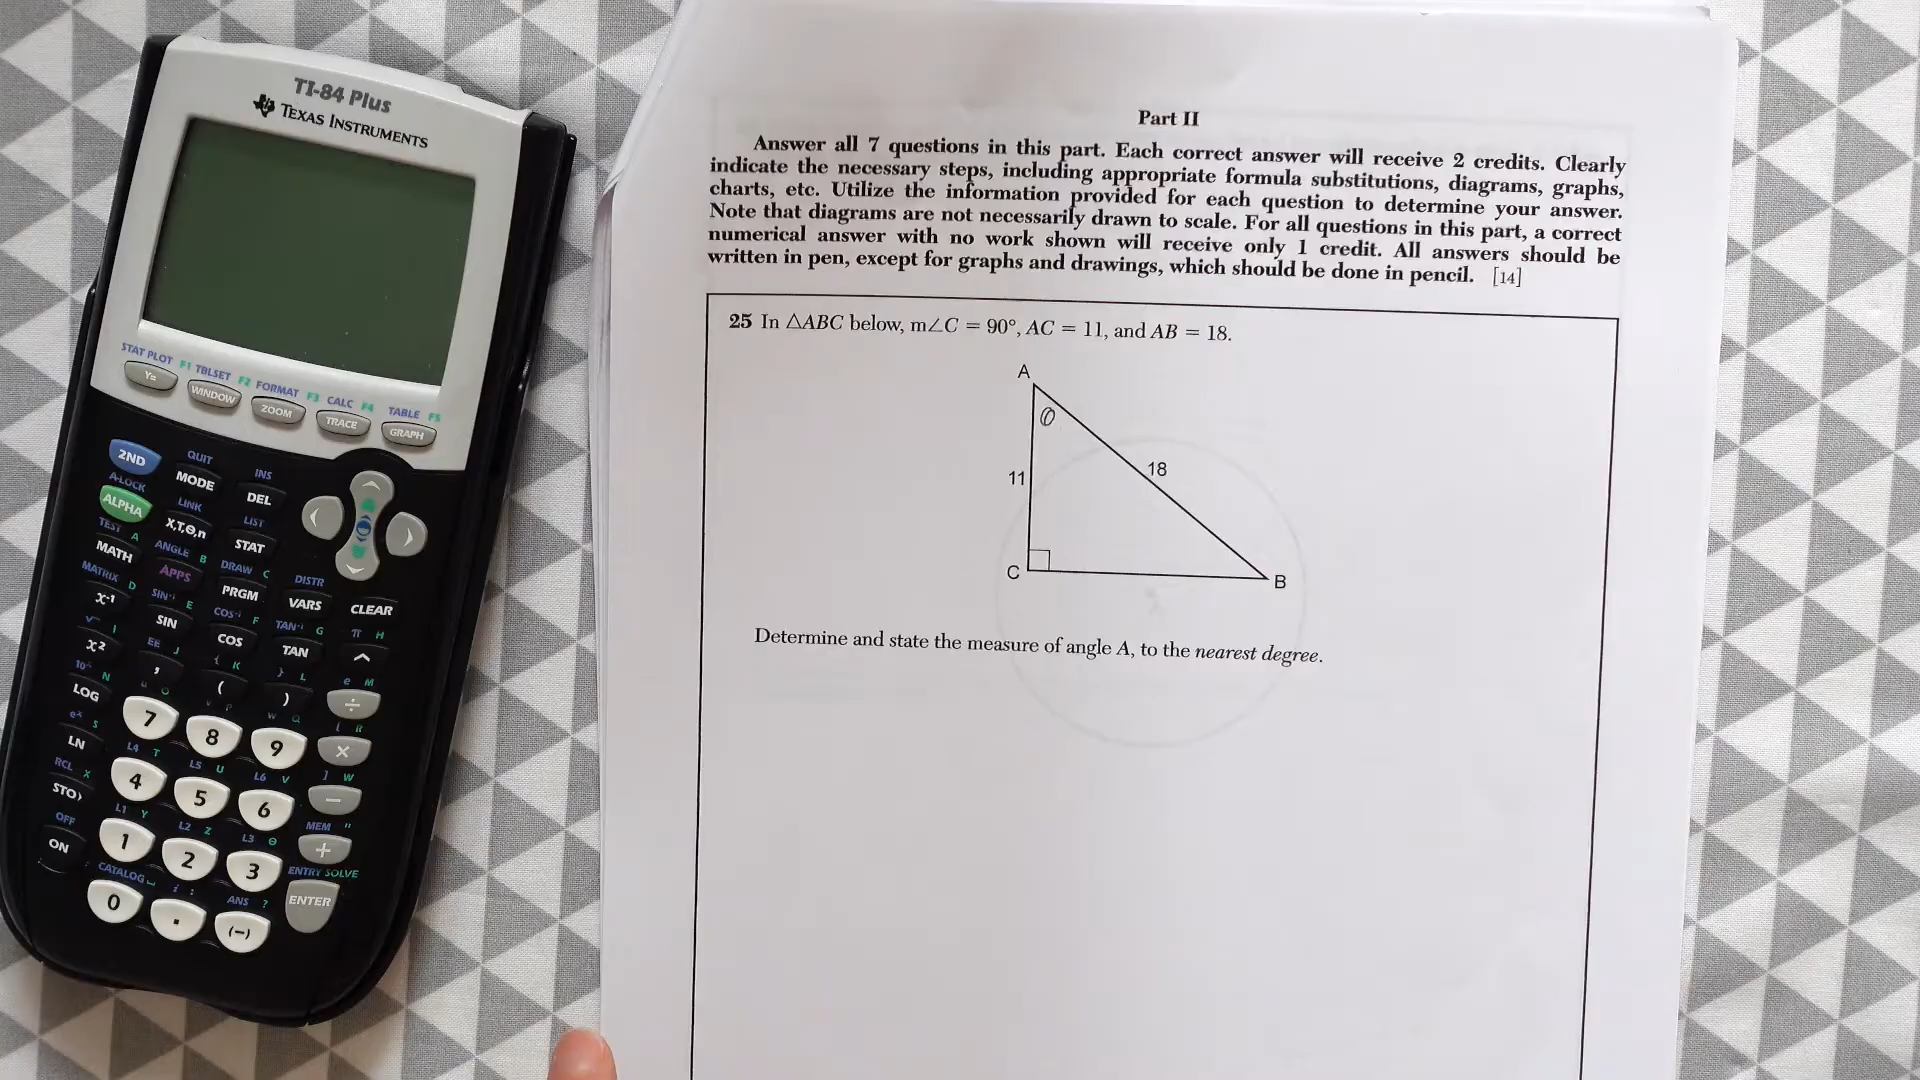 TI-84 Plus
TEXAS INSTRUMENTS
STAT PLOT F1 TBLSET F2 FORMAT F3 CALC F4 TABLE F5
Y= WINDOW ZOOM TRACE GRAPH
QUIT INS
2ND MODE DEL
A-LOCK LINK LIST
ALPHA X,T,Θ,n STAT
TEST A ANGLE B DRAW C DISTR
MATH APPS PRGM VARS CLEAR
MATRIX D SIN⁻¹ E COS⁻¹ F TAN⁻¹ G π H
x⁻¹ SIN COS TAN ^
√ I EE J { K } L e M
x² , ( ) ÷
10ˣ N u O v P w Q [ R
LOG 7 8 9 ×
eˣ S L4 T L5 U L6 V ] W
LN 4 5 6 −
RCL X L1 Y L2 Z L3 Θ MEM "
STO› 1 2 3 +
OFF CATALOG i : ANS ? ENTRY SOLVE
ON 0 . (−) ENTER
Part II
Answer all 7 questions in this part. Each correct answer will receive 2 credits. Clearly
indicate the necessary steps, including appropriate formula substitutions, diagrams, graphs,
charts, etc. Utilize the information provided for each question to determine your answer.
Note that diagrams are not necessarily drawn to scale. For all questions in this part, a correct
numerical answer with no work shown will receive only 1 credit. All answers should be
written in pen, except for graphs and drawings, which should be done in pencil. [14]
25 In △ABC below, m∠C = 90°, AC = 11, and AB = 18.
A
18
11
C
B
Determine and state the measure of angle A, to the nearest degree.